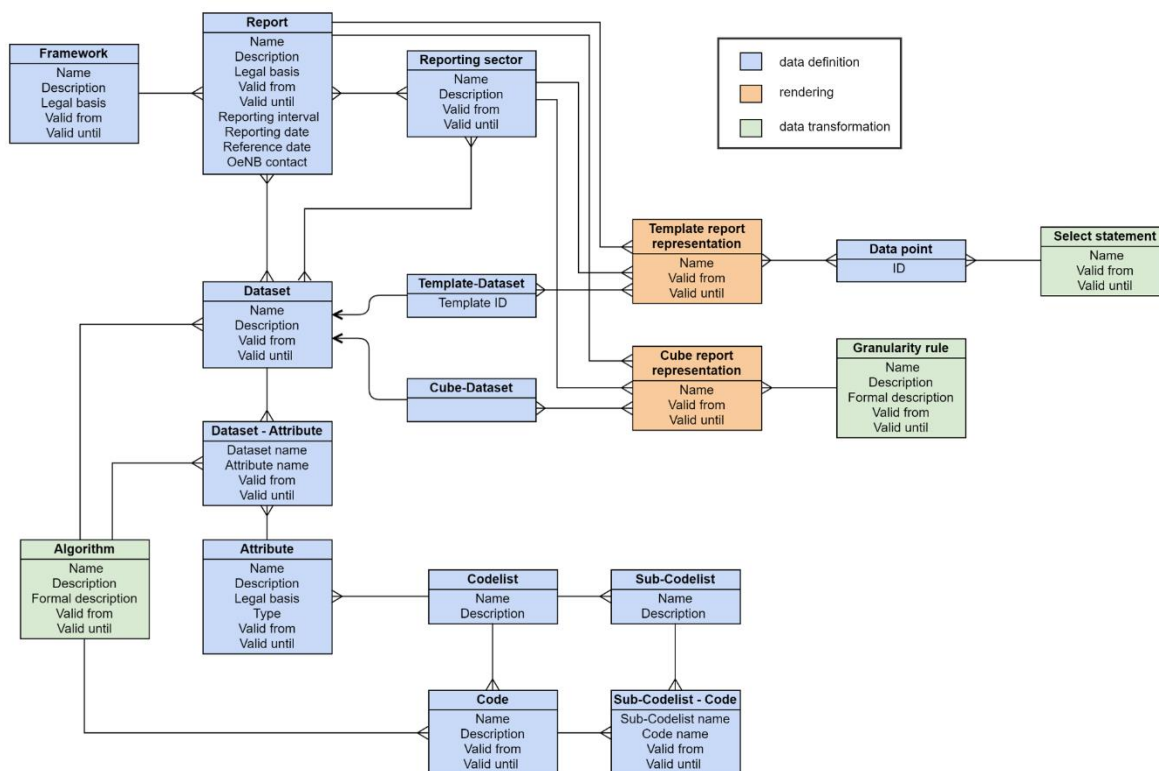 Report
Name
Description
Legal basis
Valid from
Valid until
Reporting interval
Reporting date
Reference date
OeNB contact
Framework
Name
Description
Legal basis
Valid from
Valid until
Reporting sector
Name
Description
Valid from
Valid until
data definition
rendering
data transformation
Template report
representation
Name
Valid from
Valid until
Data point
ID
Select statement
Name
Valid from
Valid until
Dataset
Name
Description
Valid from
Valid until
Template-Dataset
Template ID
Cube-Dataset
Cube report
representation
Name
Valid from
Valid until
Granularity rule
Name
Description
Formal description
Valid from
Valid until
Dataset - Attribute
Dataset name
Attribute name
Valid from
Valid until
Algorithm
Name
Description
Formal description
Valid from
Valid until
Attribute
Name
Description
Legal basis
Type
Valid from
Valid until
Codelist
Name
Description
Sub-Codelist
Name
Description
Code
Name
Description
Valid from
Valid until
Sub-Codelist - Code
Sub-Codelist name
Code name
Valid from
Valid until